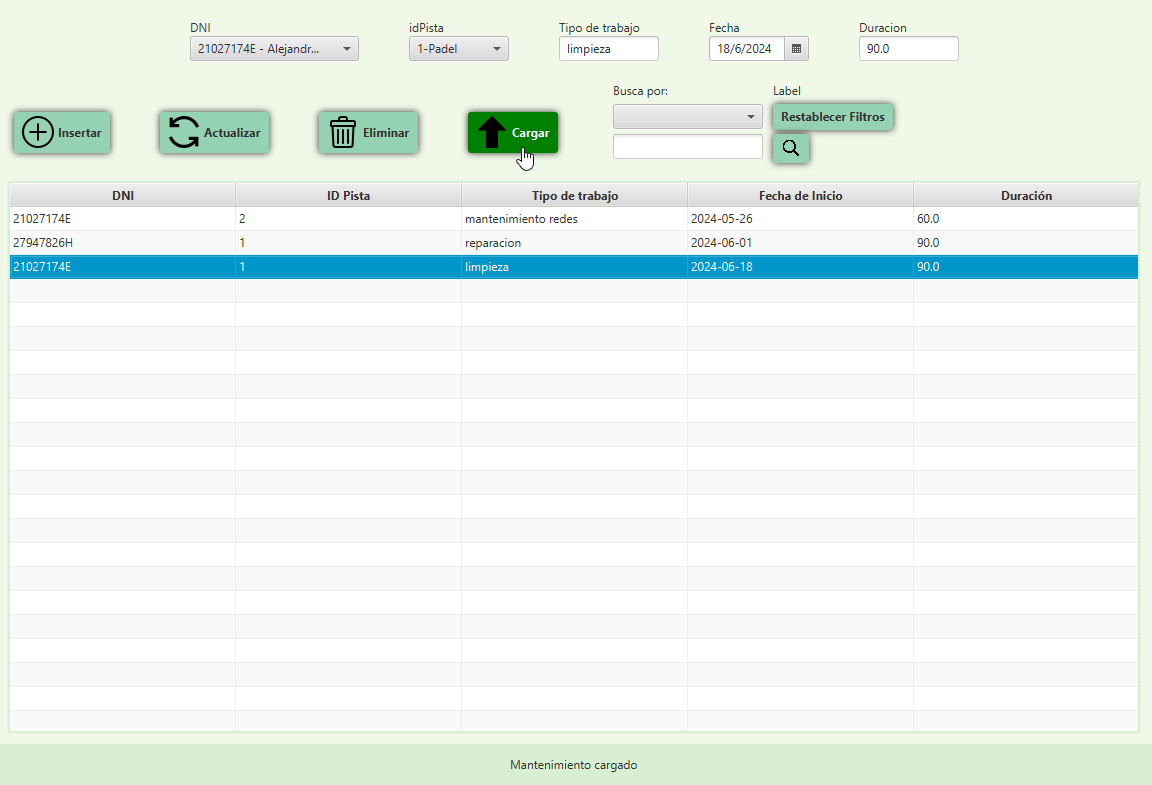 DNI idPista Tipo de trabajo Fecha Duracion
21027174E - Alejandr... 1-Padel limpieza 18/6/2024 90.0
Busca por: Label
Insertar Actualizar Eliminar Cargar Restablecer Filtros
DNI ID Pista Tipo de trabajo Fecha de Inicio Duración
21027174E 2 mantenimiento redes 2024-05-26 60.0
27947826H 1 reparacion 2024-06-01 90.0
21027174E 1 limpieza 2024-06-18 90.0
Mantenimiento cargado